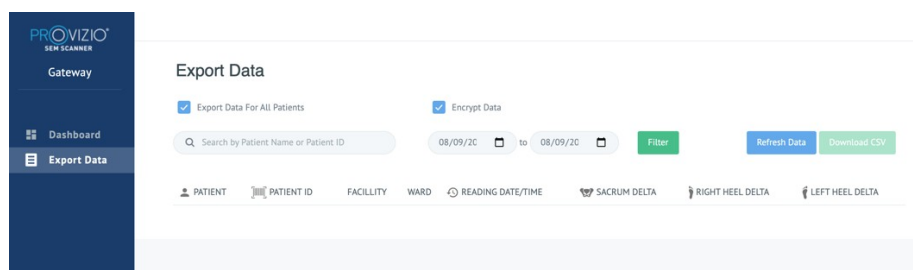 PROVIZIO®
SEM SCANNER
Gateway
Dashboard
Export Data
Export Data
Export Data For All Patients
Encrypt Data
Search by Patient Name or Patient ID
08/09/20 to 08/09/20
Filter
Refresh Data
Download CSV
PATIENT PATIENT ID FACILLITY WARD READING DATE/TIME SACRUM DELTA RIGHT HEEL DELTA LEFT HEEL DELTA